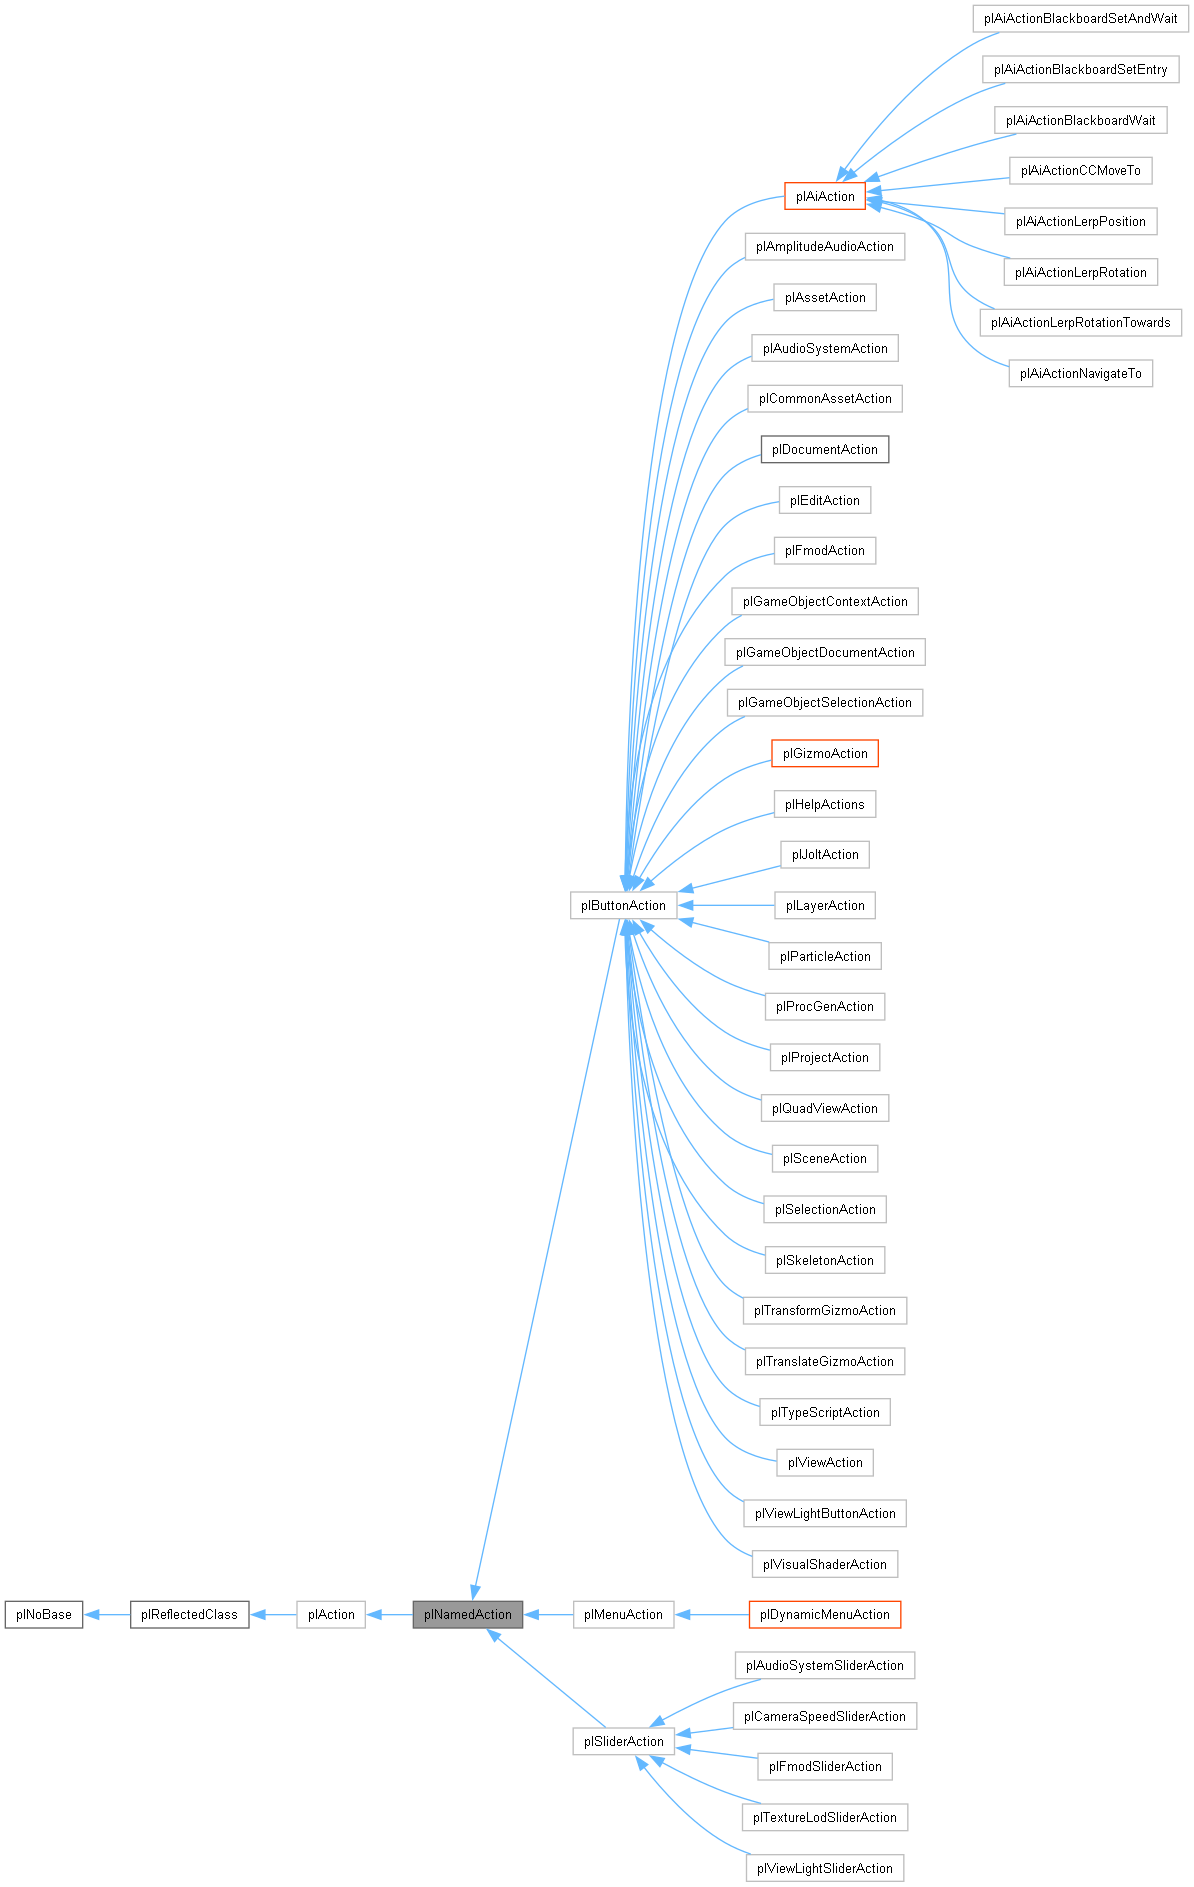 plAiActionBlackboardSetAndWait
plAiActionBlackboardSetEntry
plAiActionBlackboardWait
plAiActionCCMoveTo
plAiAction
plAiActionLerpPosition
plAmplitudeAudioAction
plAiActionLerpRotation
plAssetAction
plAiActionLerpRotationTowards
plAudioSystemAction
plAiActionNavigateTo
plCommonAssetAction
plDocumentAction
plEditAction
plFmodAction
plGameObjectContextAction
plGameObjectDocumentAction
plGameObjectSelectionAction
plGizmoAction
plHelpActions
plJoltAction
plButtonAction
plLayerAction
plParticleAction
plProcGenAction
plProjectAction
plQuadViewAction
plSceneAction
plSelectionAction
plSkeletonAction
plTransformGizmoAction
plTranslateGizmoAction
plTypeScriptAction
plViewAction
plViewLightButtonAction
plVisualShaderAction
plNoBase
plReflectedClass
plAction
plNamedAction
plMenuAction
plDynamicMenuAction
plAudioSystemSliderAction
plCameraSpeedSliderAction
plSliderAction
plFmodSliderAction
plTextureLodSliderAction
plViewLightSliderAction